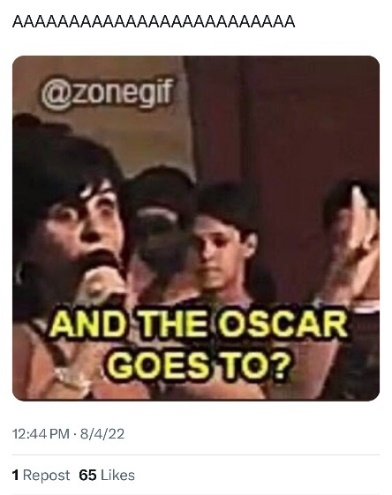 AAAAAAAAAAAAAAAAAAAAAAAAA
@zonegif
AND THE OSCAR
GOES TO?
12:44 PM · 8/4/22
1 Repost 65 Likes